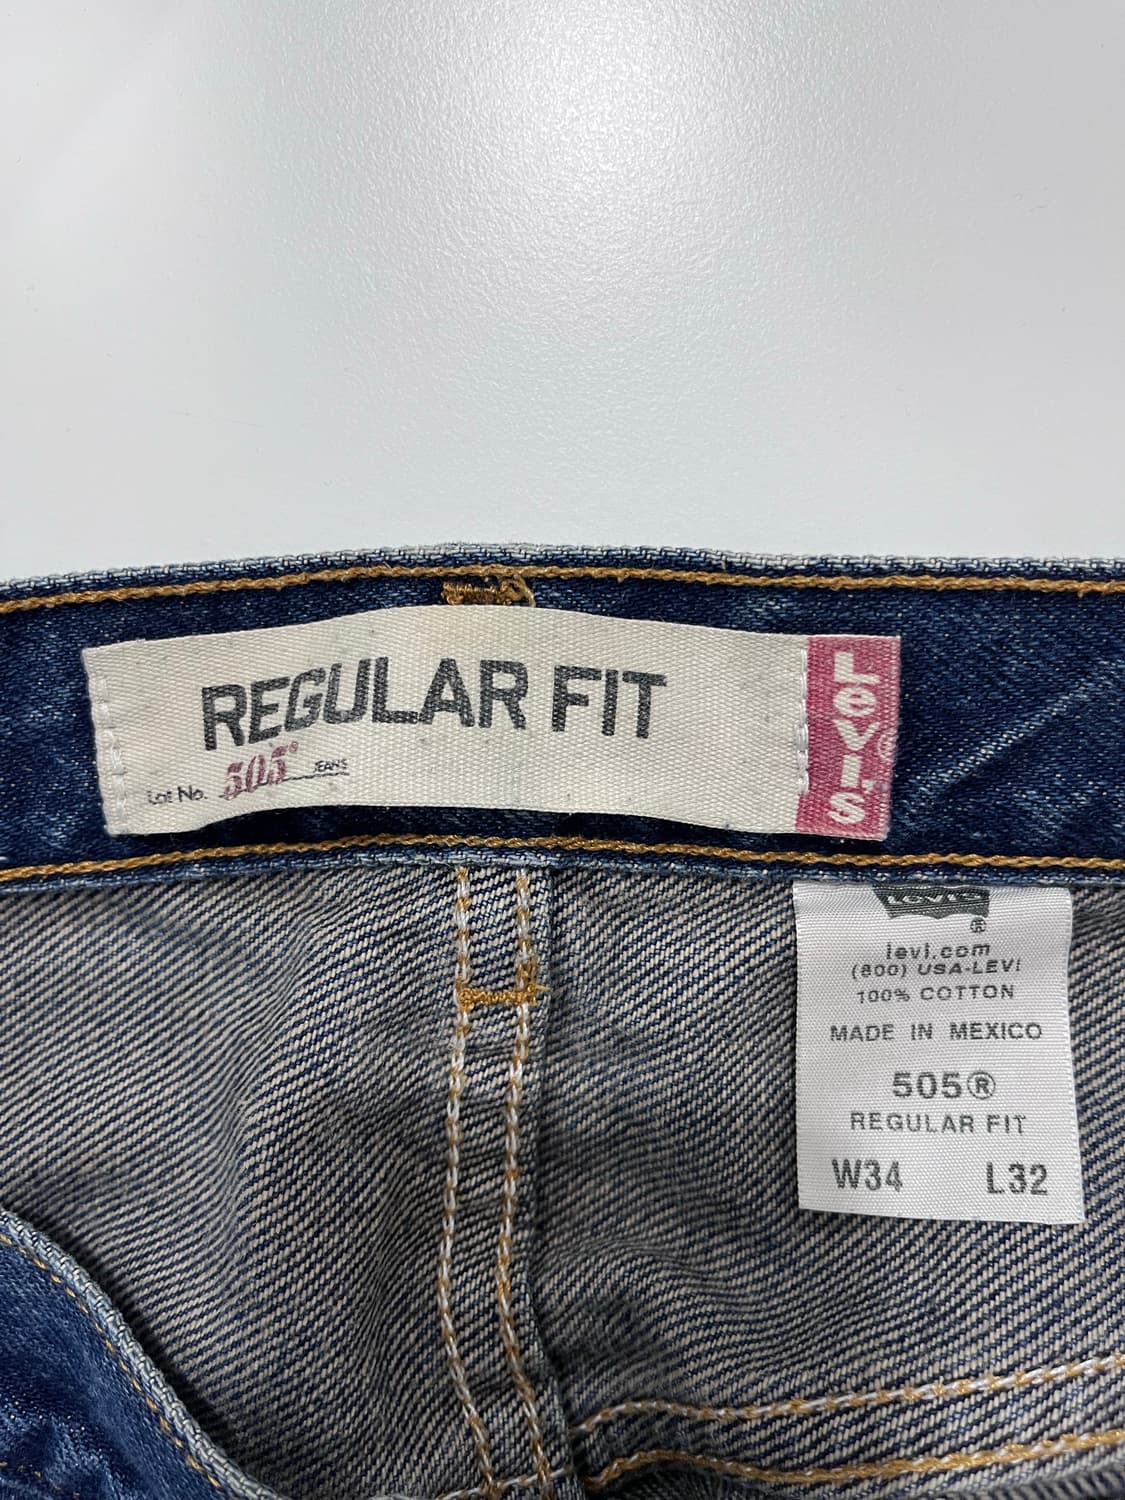 REGULAR FIT
Lot No. 505® JEANS
LeVI'S®
LEVI'S
®
levi.com
(800) USA-LEVI
100% COTTON
MADE IN MEXICO
505®
REGULAR FIT
W34 L32